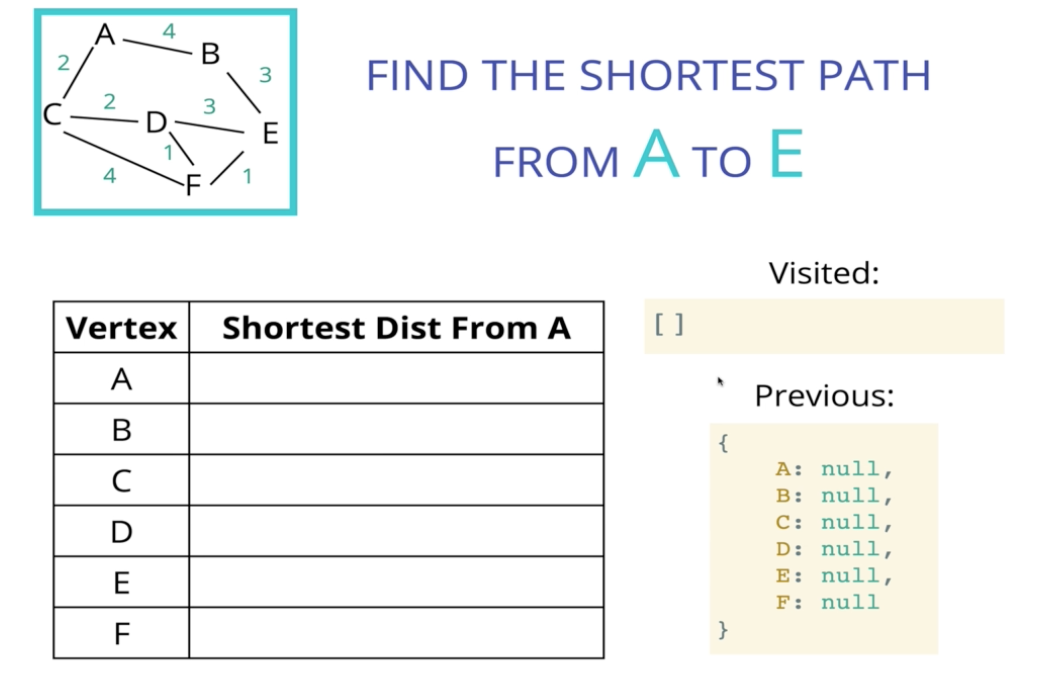 A
4
B
2
3
C
2
D
3
E
1
4
F
1
FIND THE SHORTEST PATH
FROM A TO E
Visited:
[ ]
Vertex Shortest Dist From A
A
B
C
D
E
F
Previous:
{
A: null,
B: null,
C: null,
D: null,
E: null,
F: null
}